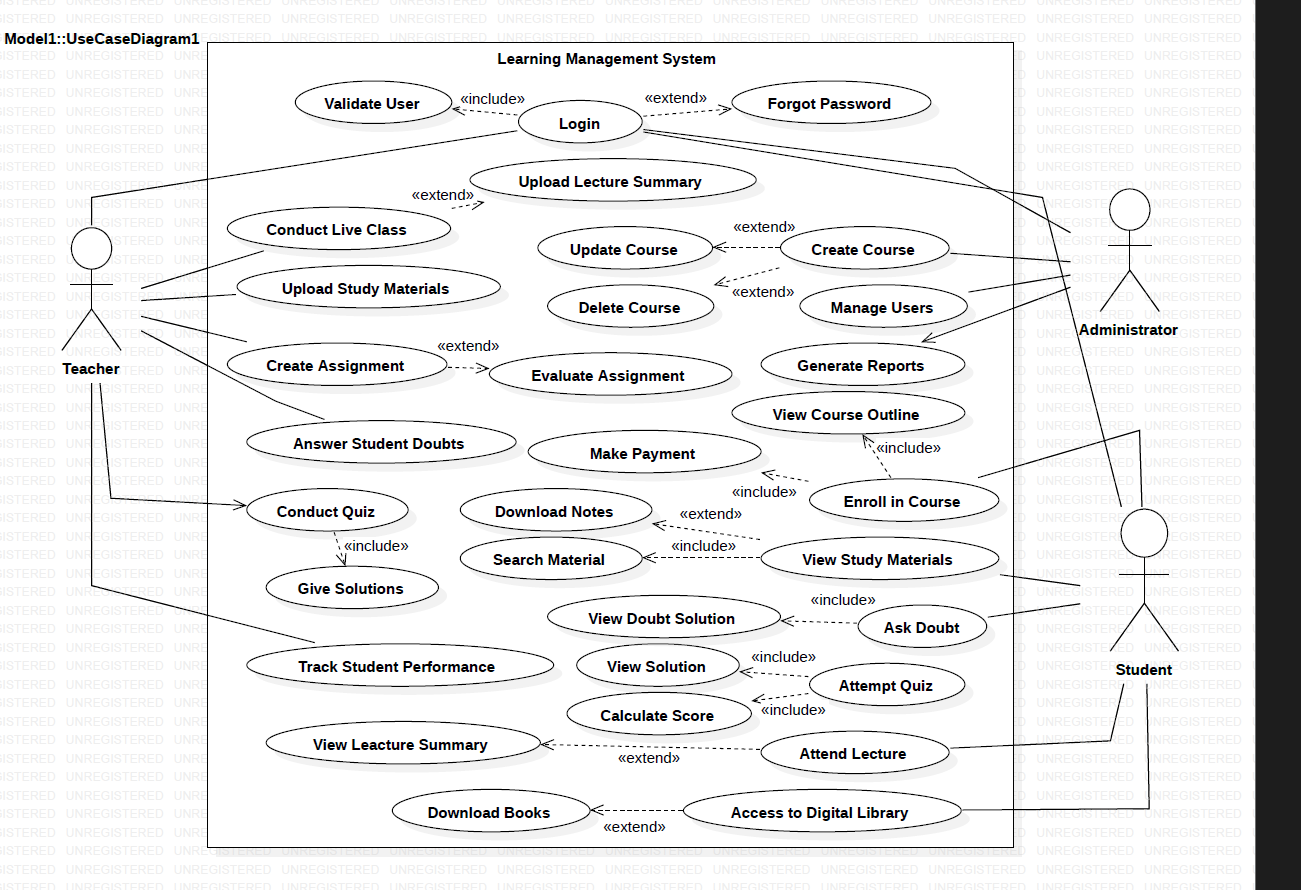 Model1::UseCaseDiagram1
Learning Management System
Validate User
«include»
«extend»
Forgot Password
Login
Upload Lecture Summary
«extend»
Conduct Live Class
«extend»
Update Course
Create Course
Upload Study Materials
«extend»
Delete Course
Manage Users
Administrator
«extend»
Teacher
Create Assignment
Evaluate Assignment
Generate Reports
View Course Outline
Answer Student Doubts
«include»
Make Payment
«include»
Enroll in Course
Conduct Quiz
Download Notes
«extend»
«include»
«include»
Search Material
View Study Materials
Give Solutions
«include»
View Doubt Solution
Ask Doubt
«include»
Track Student Performance
View Solution
Student
Attempt Quiz
«include»
Calculate Score
View Leacture Summary
Attend Lecture
«extend»
Download Books
Access to Digital Library
«extend»
UNREGISTERED